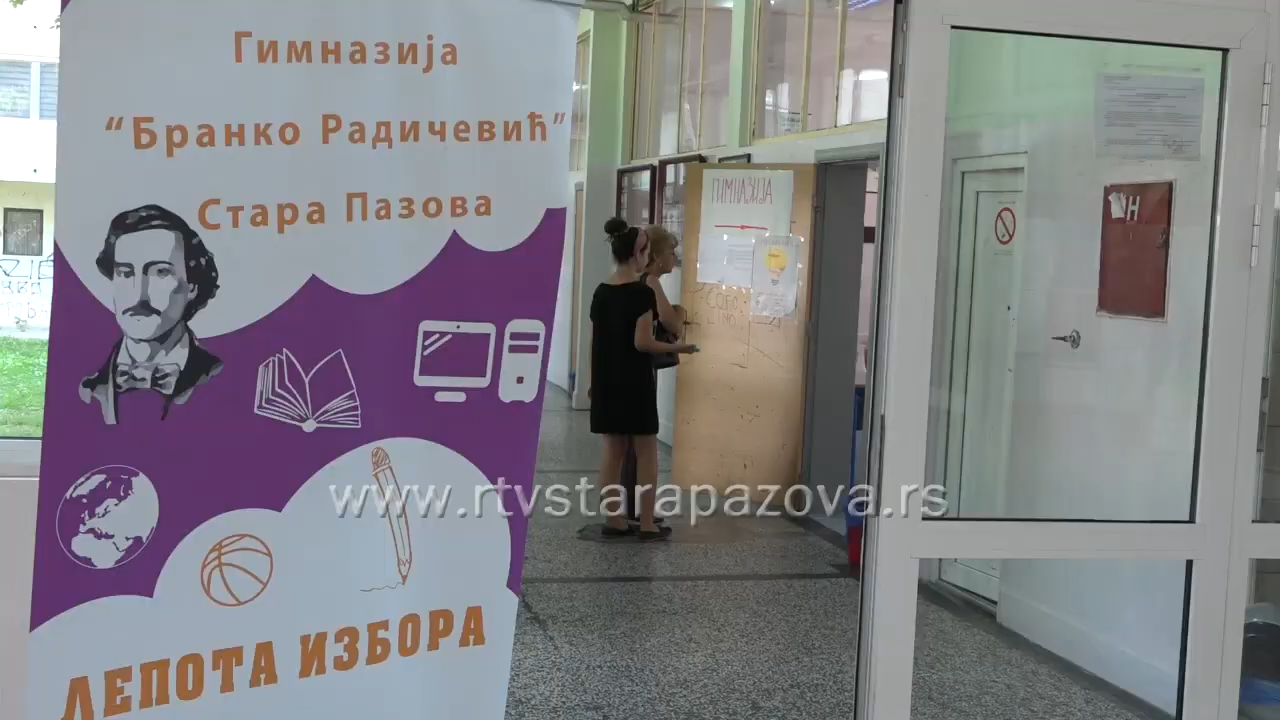 Гимназија
“Бранко Радичевић”
Стара Пазова
ЛЕПОТА ИЗБОРА
ГИМНАЗИЈА
www.rtvstarapazova.rs